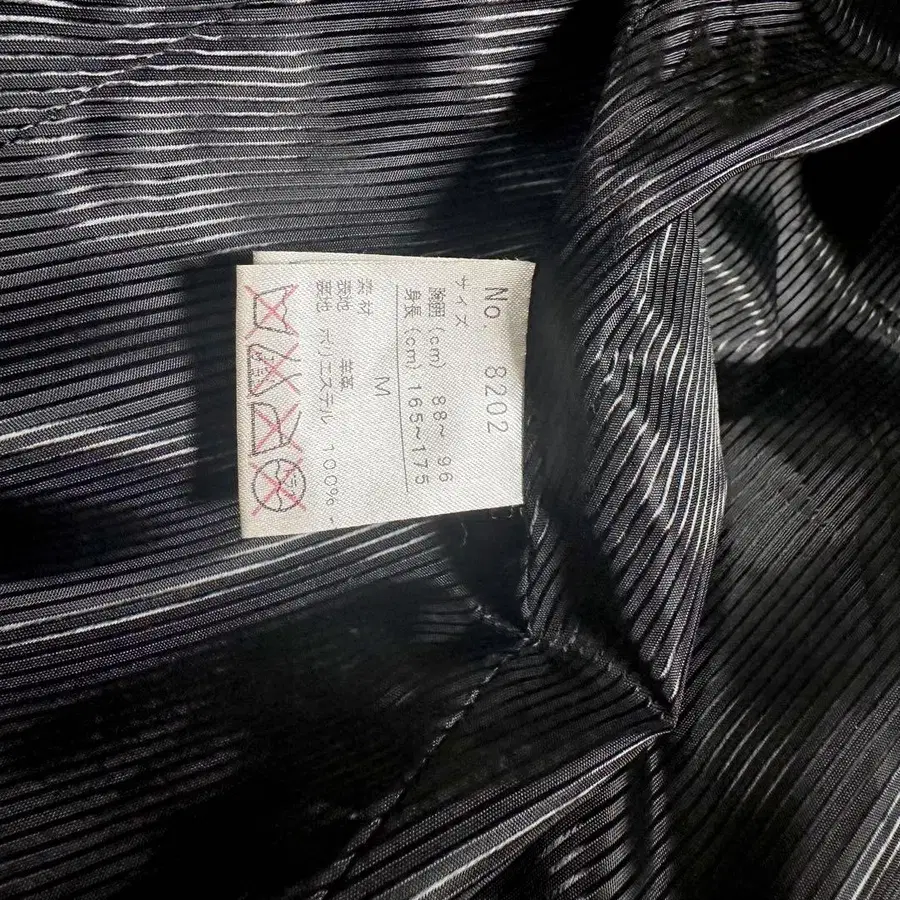 No. 8202
サイズ
胸囲(cm) 88～ 96
身長(cm) 165～175
M
素材
表地 羊革
裏地 ポリエステル 100%